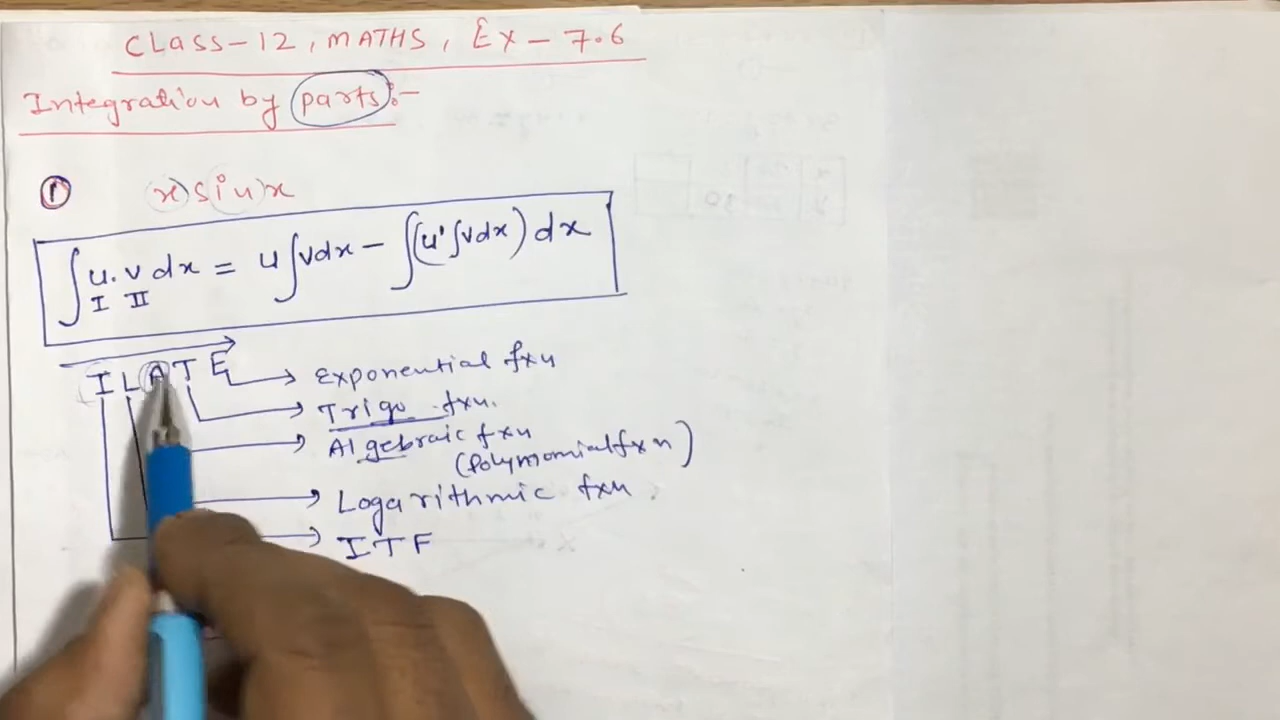 CLASS-12, MATHS, Ex-7.6
Integration by parts:-
① x sin x
∫ u. v dx = u ∫ v dx - ∫ (u' ∫ v dx) dx
I II
I L A T E
Exponential fxn
Trigo fxn.
Algebraic fxn
(Polynomial fxn)
Logarithmic fxn
ITF